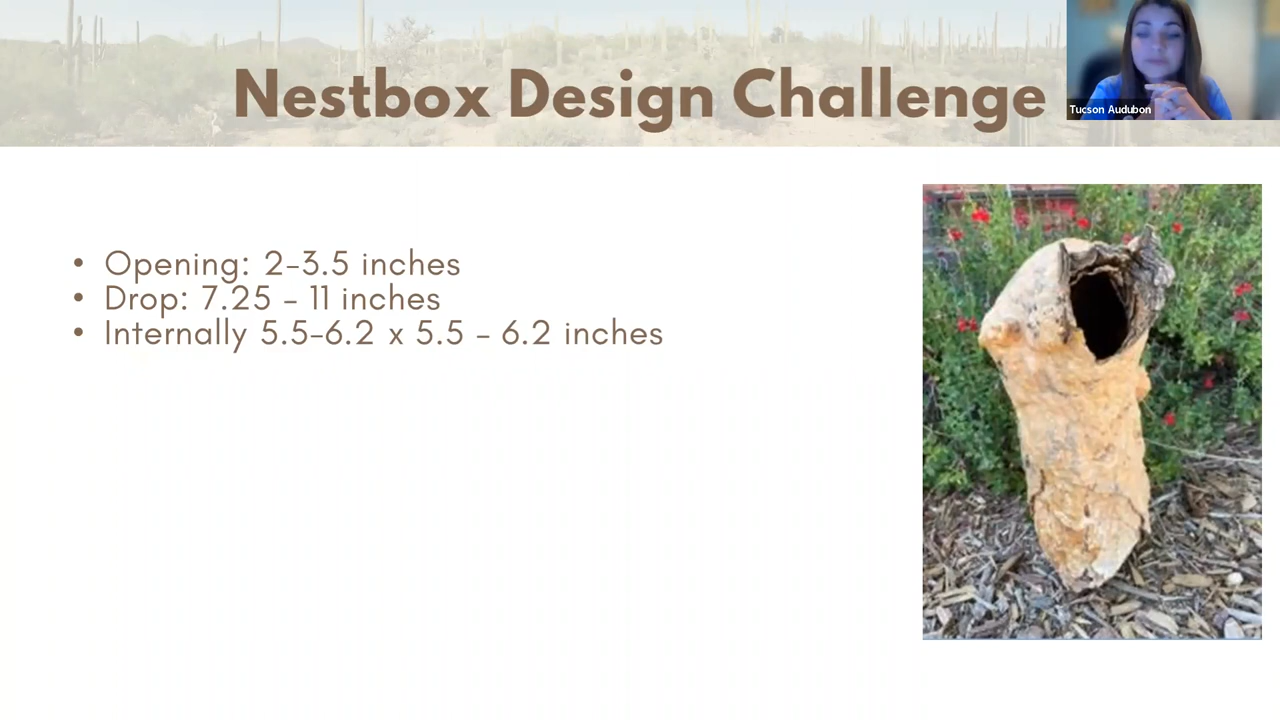 Nestbox Design Challenge
Tucson Audubon
• Opening: 2-3.5 inches
• Drop: 7.25 - 11 inches
• Internally 5.5-6.2 x 5.5 - 6.2 inches